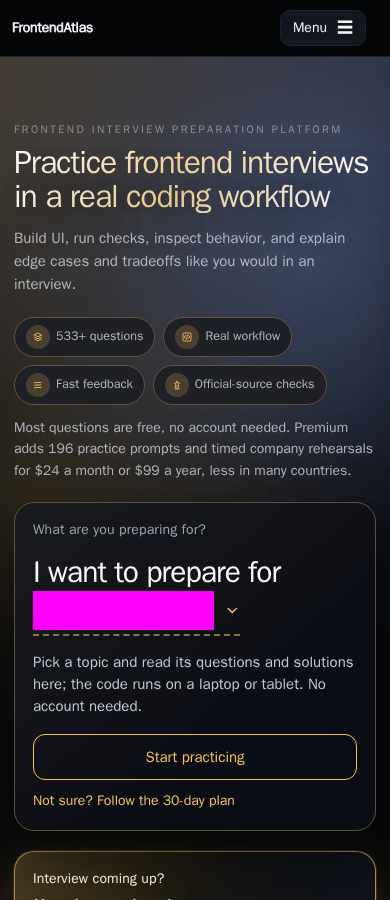 FrontendAtlas
Menu
FRONTEND INTERVIEW PREPARATION PLATFORM
Practice frontend interviews
in a real coding workflow
Build UI, run checks, inspect behavior, and explain
edge cases and tradeoffs like you would in an
interview.
533+ questions
Real workflow
Fast feedback
Official-source checks
Most questions are free, no account needed. Premium
adds 196 practice prompts and timed company rehearsals
for $24 a month or $99 a year, less in many countries.
What are you preparing for?
I want to prepare for
Pick a topic and read its questions and solutions
here; the code runs on a laptop or tablet. No
account needed.
Start practicing
Not sure? Follow the 30-day plan
Interview coming up?